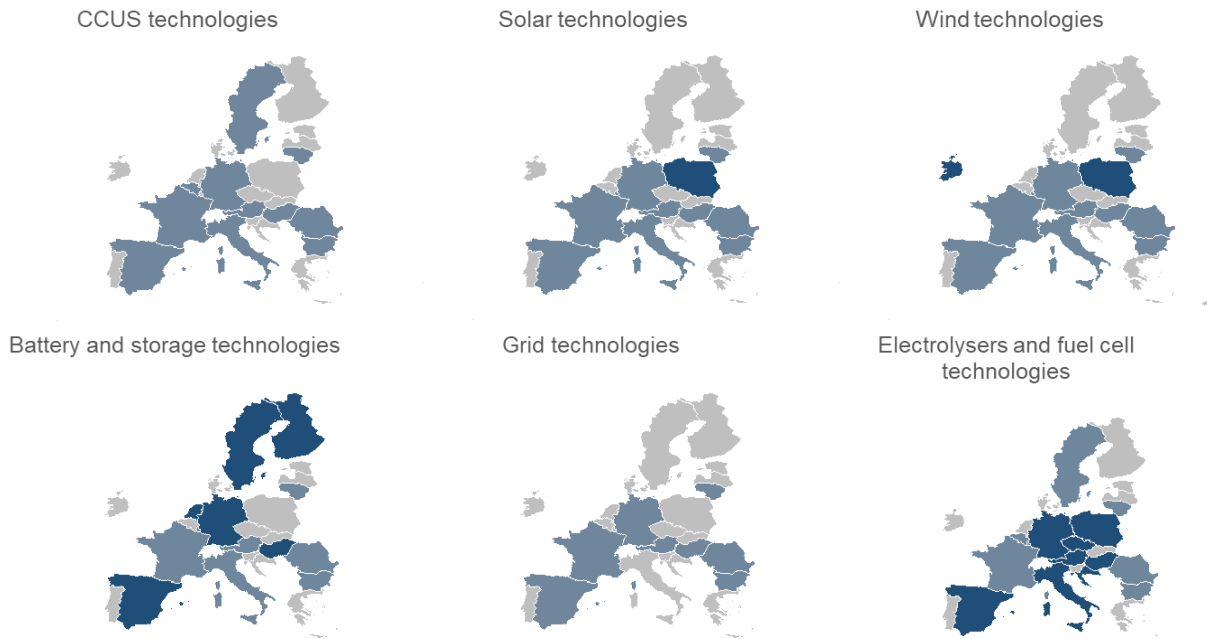 CCUS technologies
Solar technologies
Wind technologies
Battery and storage technologies
Grid technologies
Electrolysers and fuel cell
technologies